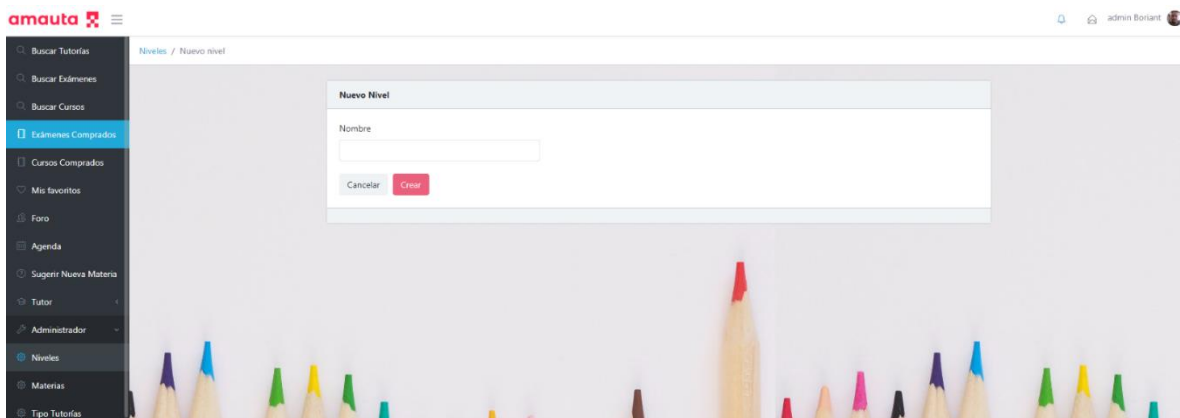 amauta
admin Boriant
Buscar Tutorías
Buscar Exámenes
Buscar Cursos
Exámenes Comprados
Cursos Comprados
Mis favoritos
Foro
Agenda
Sugerir Nueva Materia
Tutor
Administrador
Niveles
Materias
Tipo Tutorías
Niveles / Nuevo nivel
Nuevo Nivel
Nombre
Cancelar Crear